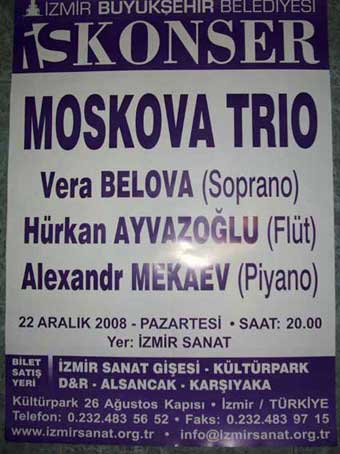 İZMİR BÜYÜKŞEHİR BELEDİYESİ
İS KONSER
MOSKOVA TRIO
Vera BELOVA (Soprano)
Hürkan AYVAZOĞLU (Flüt)
Alexandr MEKAEV (Piyano)
22 ARALIK 2008 - PAZARTESİ • SAAT: 20.00
Yer: İZMİR SANAT
BİLET SATIŞ YERİ
İZMİR SANAT GİŞESİ - KÜLTÜRPARK
D&R - ALSANCAK - KARŞIYAKA
Kültürpark 26 Ağustos Kapısı • İzmir / TÜRKİYE
Telefon: 0.232.483 56 52 • Faks: 0.232.483 97 15
www.izmirsanat.org.tr • info@izmirsanat.org.tr